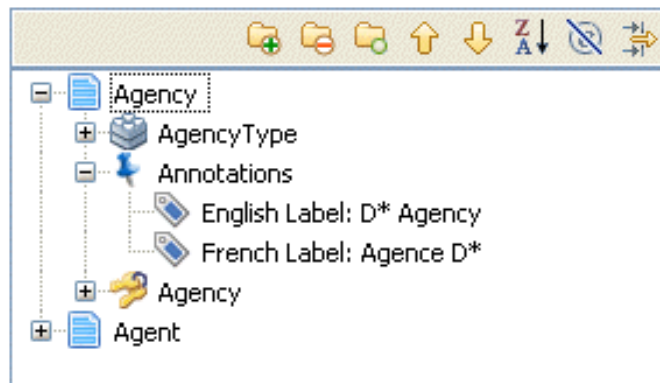 Z
A
Agency
AgencyType
Annotations
English Label: D* Agency
French Label: Agence D*
Agency
Agent